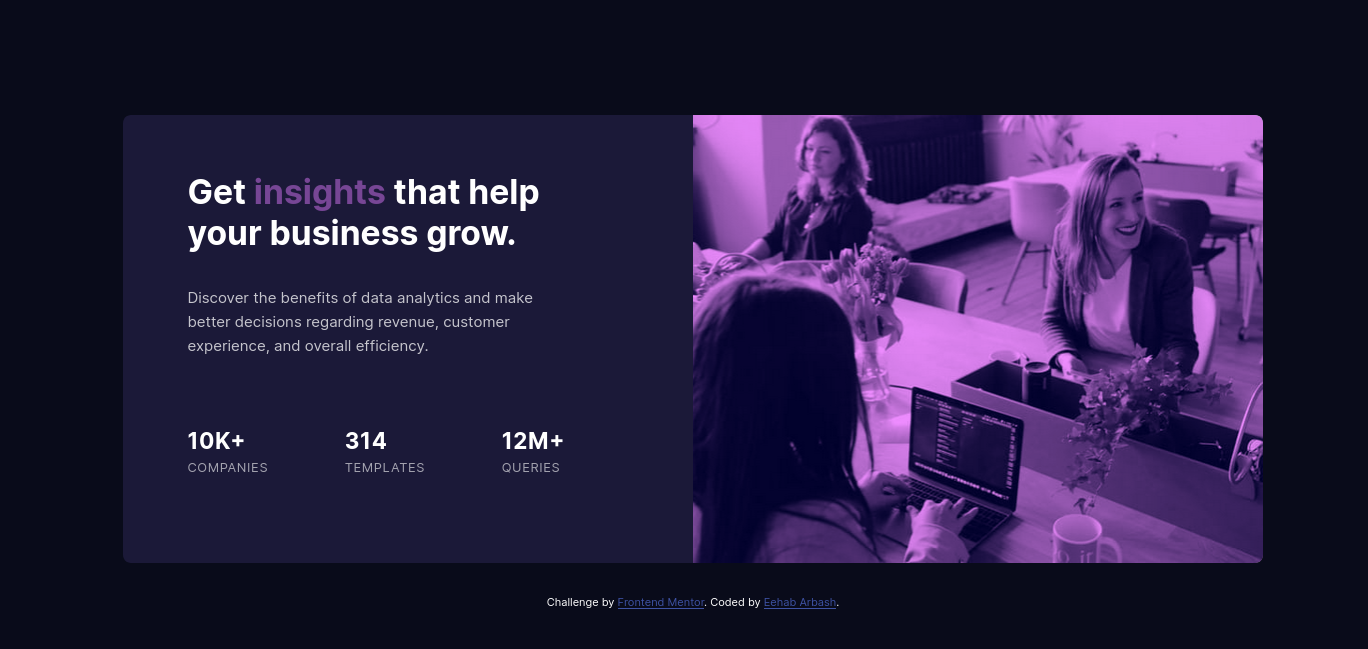 Get insights that help
your business grow.
Discover the benefits of data analytics and make
better decisions regarding revenue, customer
experience, and overall efficiency.
10K+ 314 12M+
COMPANIES TEMPLATES QUERIES
Challenge by Frontend Mentor. Coded by Eehab Arbash.